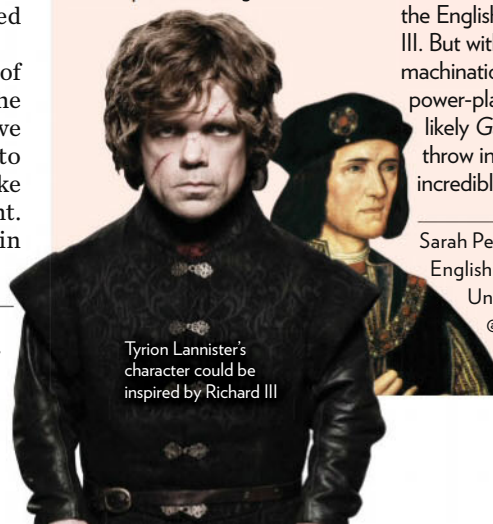 ed
of
ne
ve
to
ke
nt.
in
Tyrion Lannister's
character could be
inspired by Richard III
the English
III. But with
machinatio
power-pla
likely G
throw in
incredibl
Sarah Pe
English
Un
@